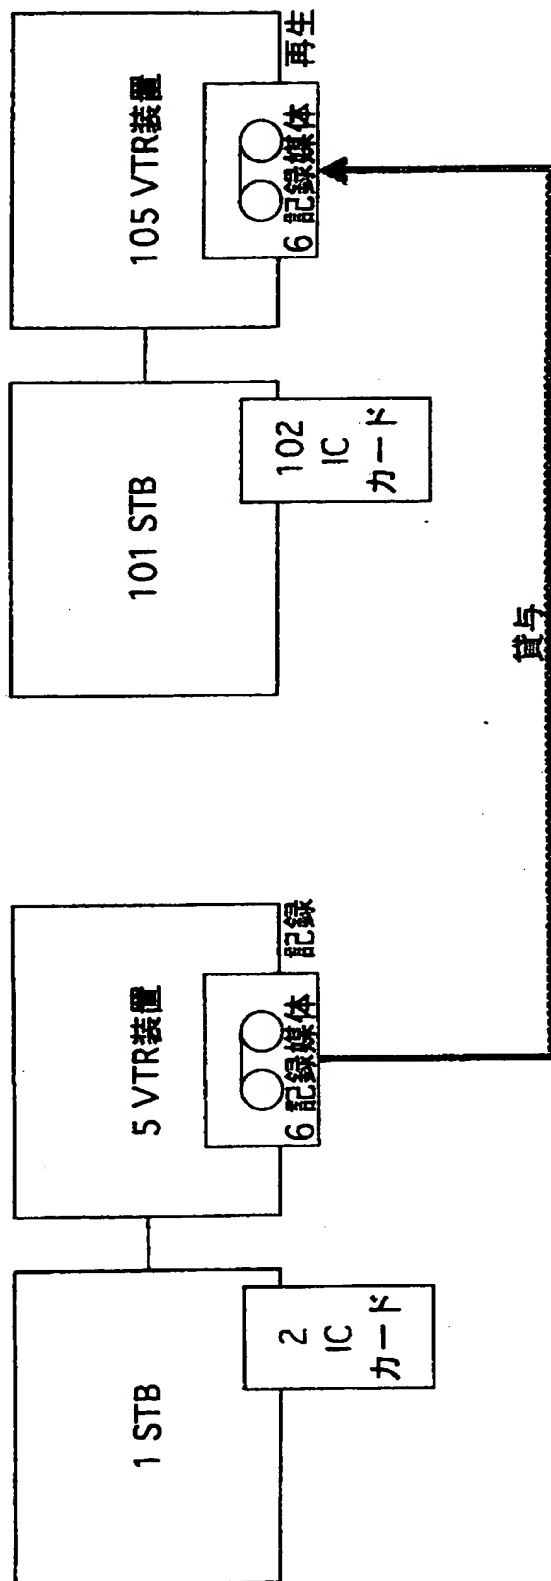 1 STB
2
IC
カード
5 VTR装置
6 記録媒体
記録
貸与
101 STB
102
IC
カード
105 VTR装置
6 記録媒体
再生